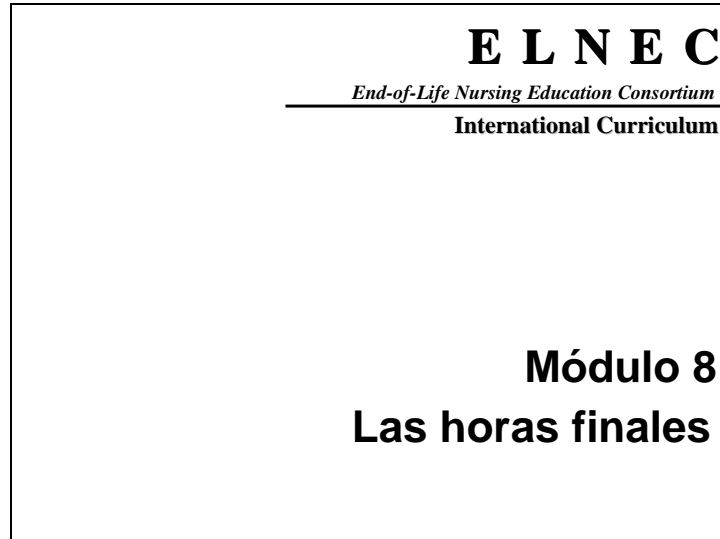 E L N E C
End-of-Life Nursing Education Consortium
International Curriculum
Módulo 8
Las horas finales